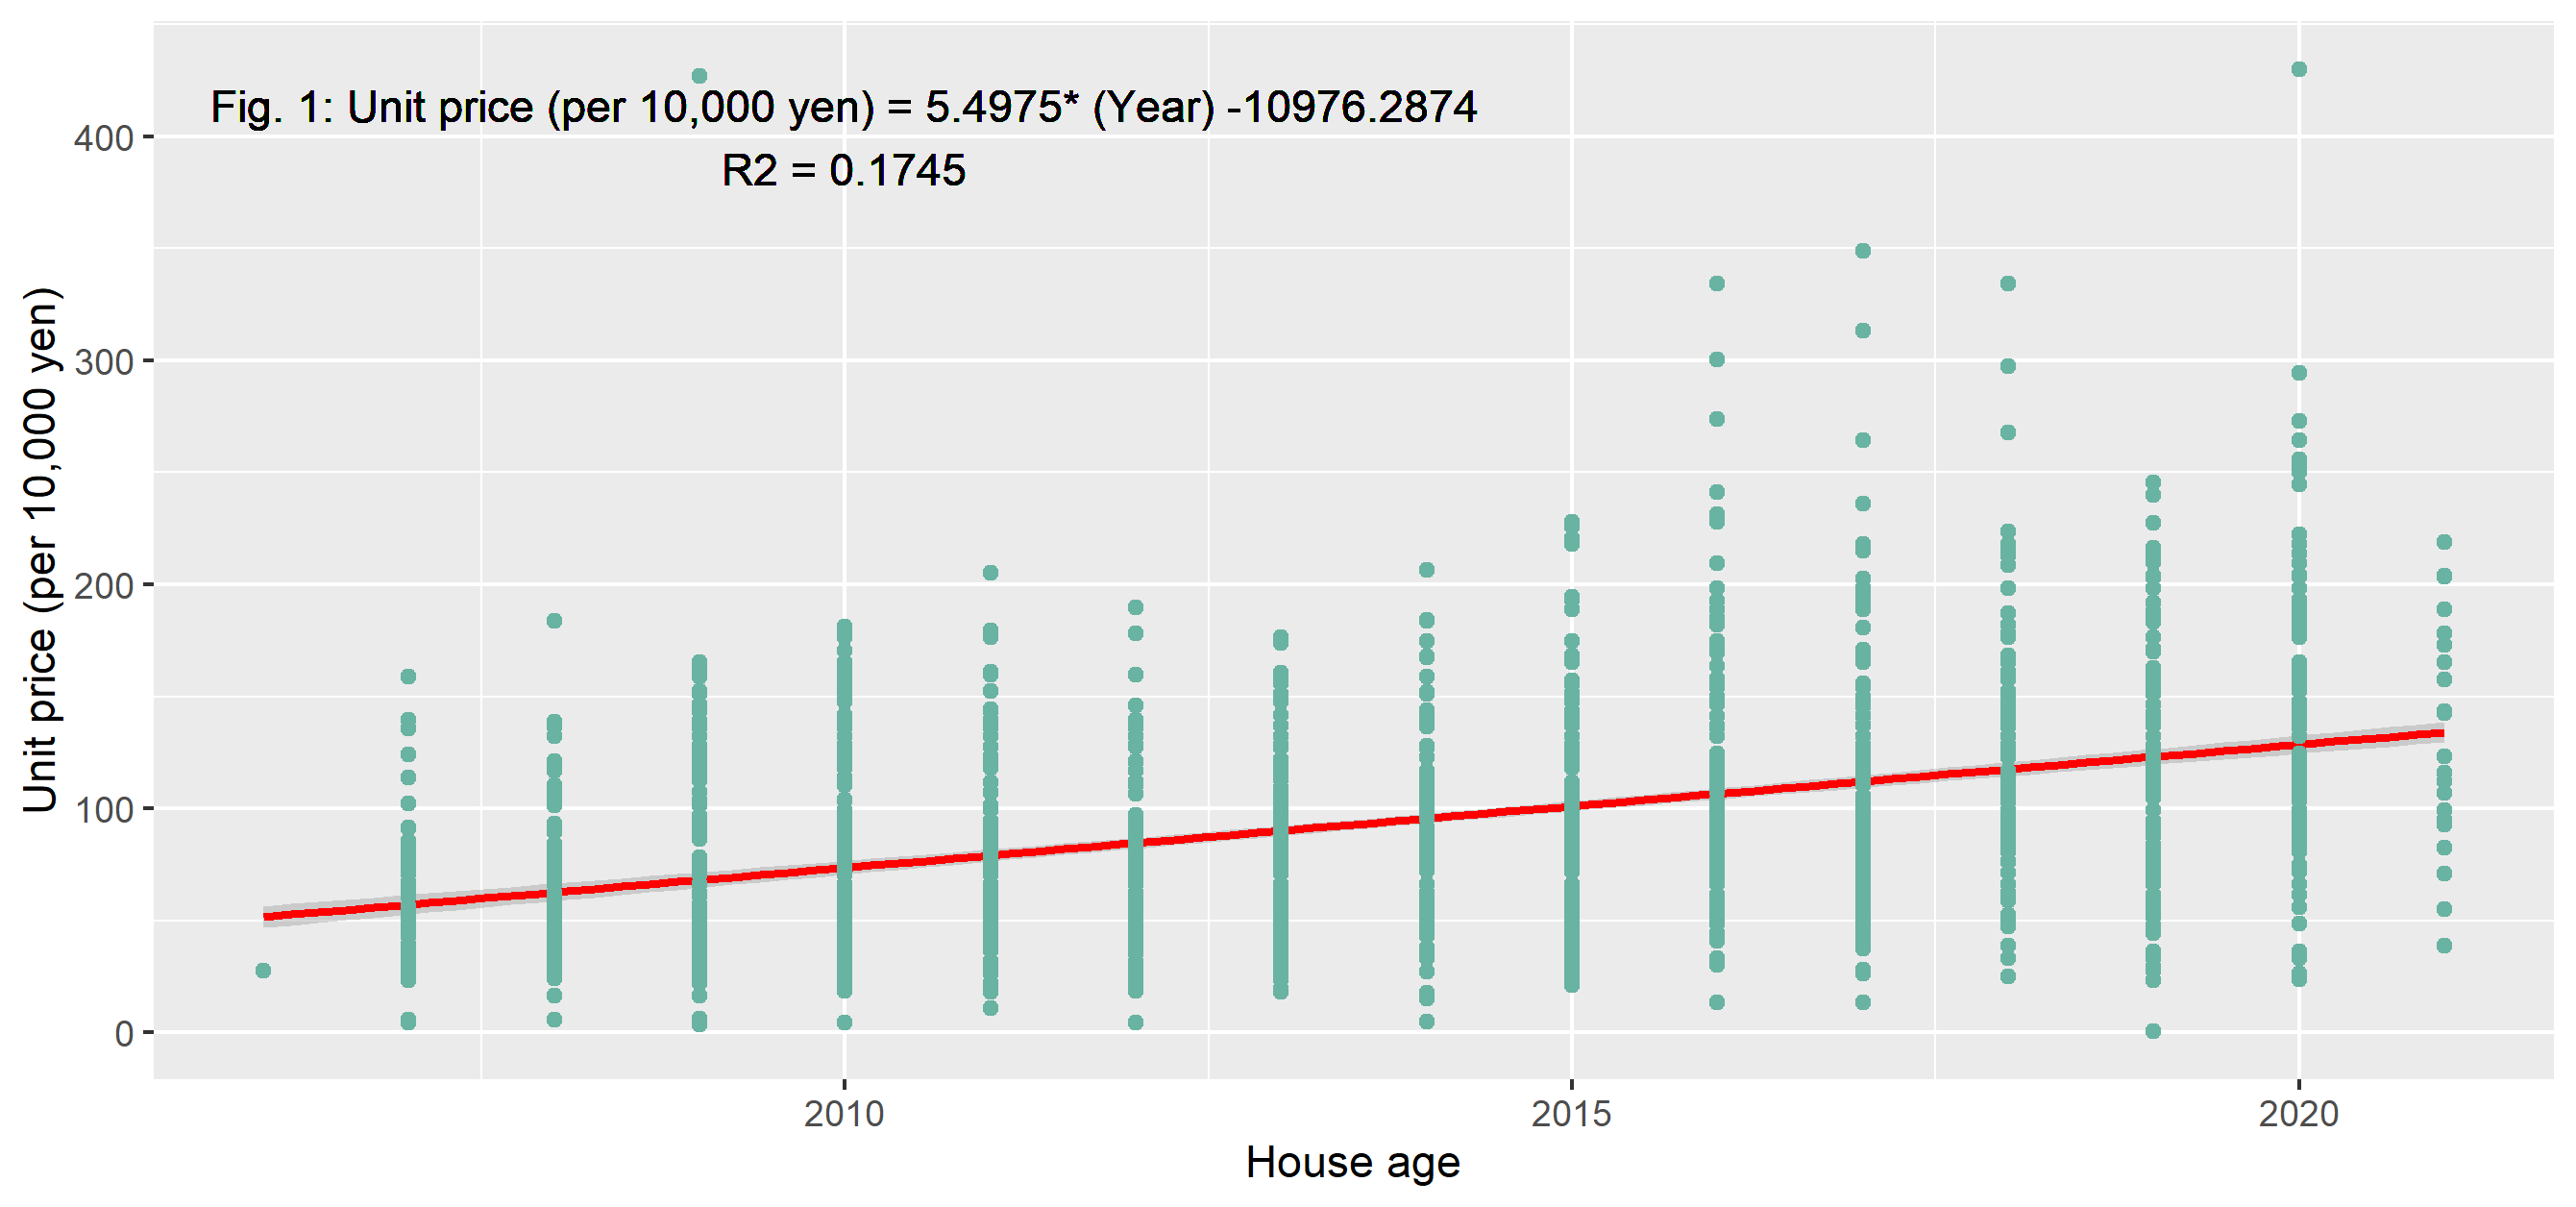 Fig. 1: Unit price (per 10,000 yen) = 5.4975* (Year) -10976.2874
R2 = 0.1745
Unit price (per 10,000 yen)
400
300
200
100
0
2010
2015
2020
House age